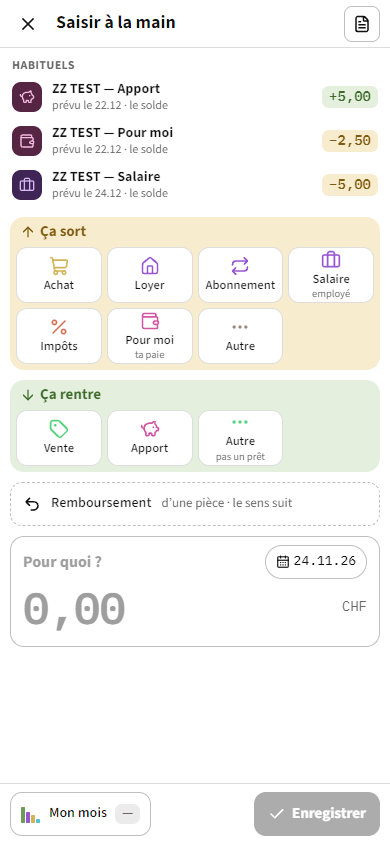 Saisir à la main
HABITUELS
ZZ TEST — Apport
prévu le 22.12 · le solde
+5,00
ZZ TEST — Pour moi
prévu le 22.12 · le solde
−2,50
ZZ TEST — Salaire
prévu le 24.12 · le solde
−5,00
↑ Ça sort
Achat
Loyer
Abonnement
Salaire
employé
Impôts
Pour moi
ta paie
Autre
↓ Ça rentre
Vente
Apport
Autre
pas un prêt
Remboursement d’une pièce · le sens suit
Pour quoi ?
24.11.26
0,00
CHF
Mon mois —
Enregistrer